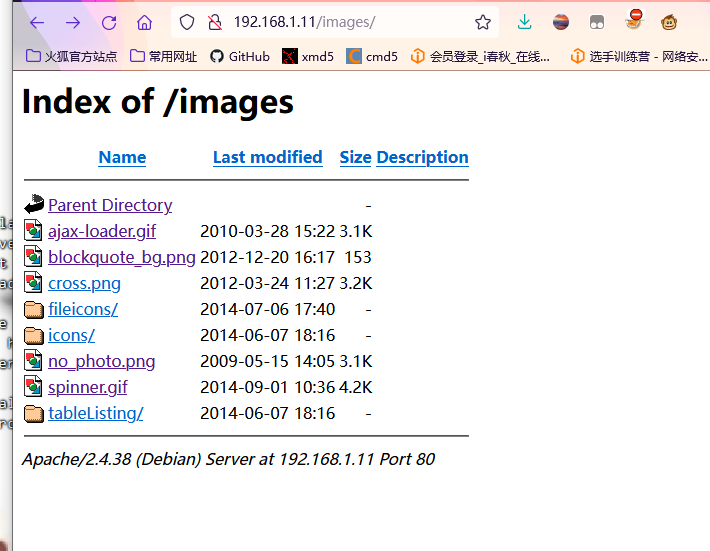 192.168.1.11/images/
火狐官方站点 常用网址 GitHub xmd5 cmd5 会员登录_i春秋_在线... 选手训练营 - 网络安...
Index of /images
Name Last modified Size Description
Parent Directory -
ajax-loader.gif 2010-03-28 15:22 3.1K
blockquote_bg.png 2012-12-20 16:17 153
cross.png 2012-03-24 11:27 3.2K
fileicons/ 2014-07-06 17:40 -
icons/ 2014-06-07 18:16 -
no_photo.png 2009-05-15 14:05 3.1K
spinner.gif 2014-09-01 10:36 4.2K
tableListing/ 2014-06-07 18:16 -
Apache/2.4.38 (Debian) Server at 192.168.1.11 Port 80